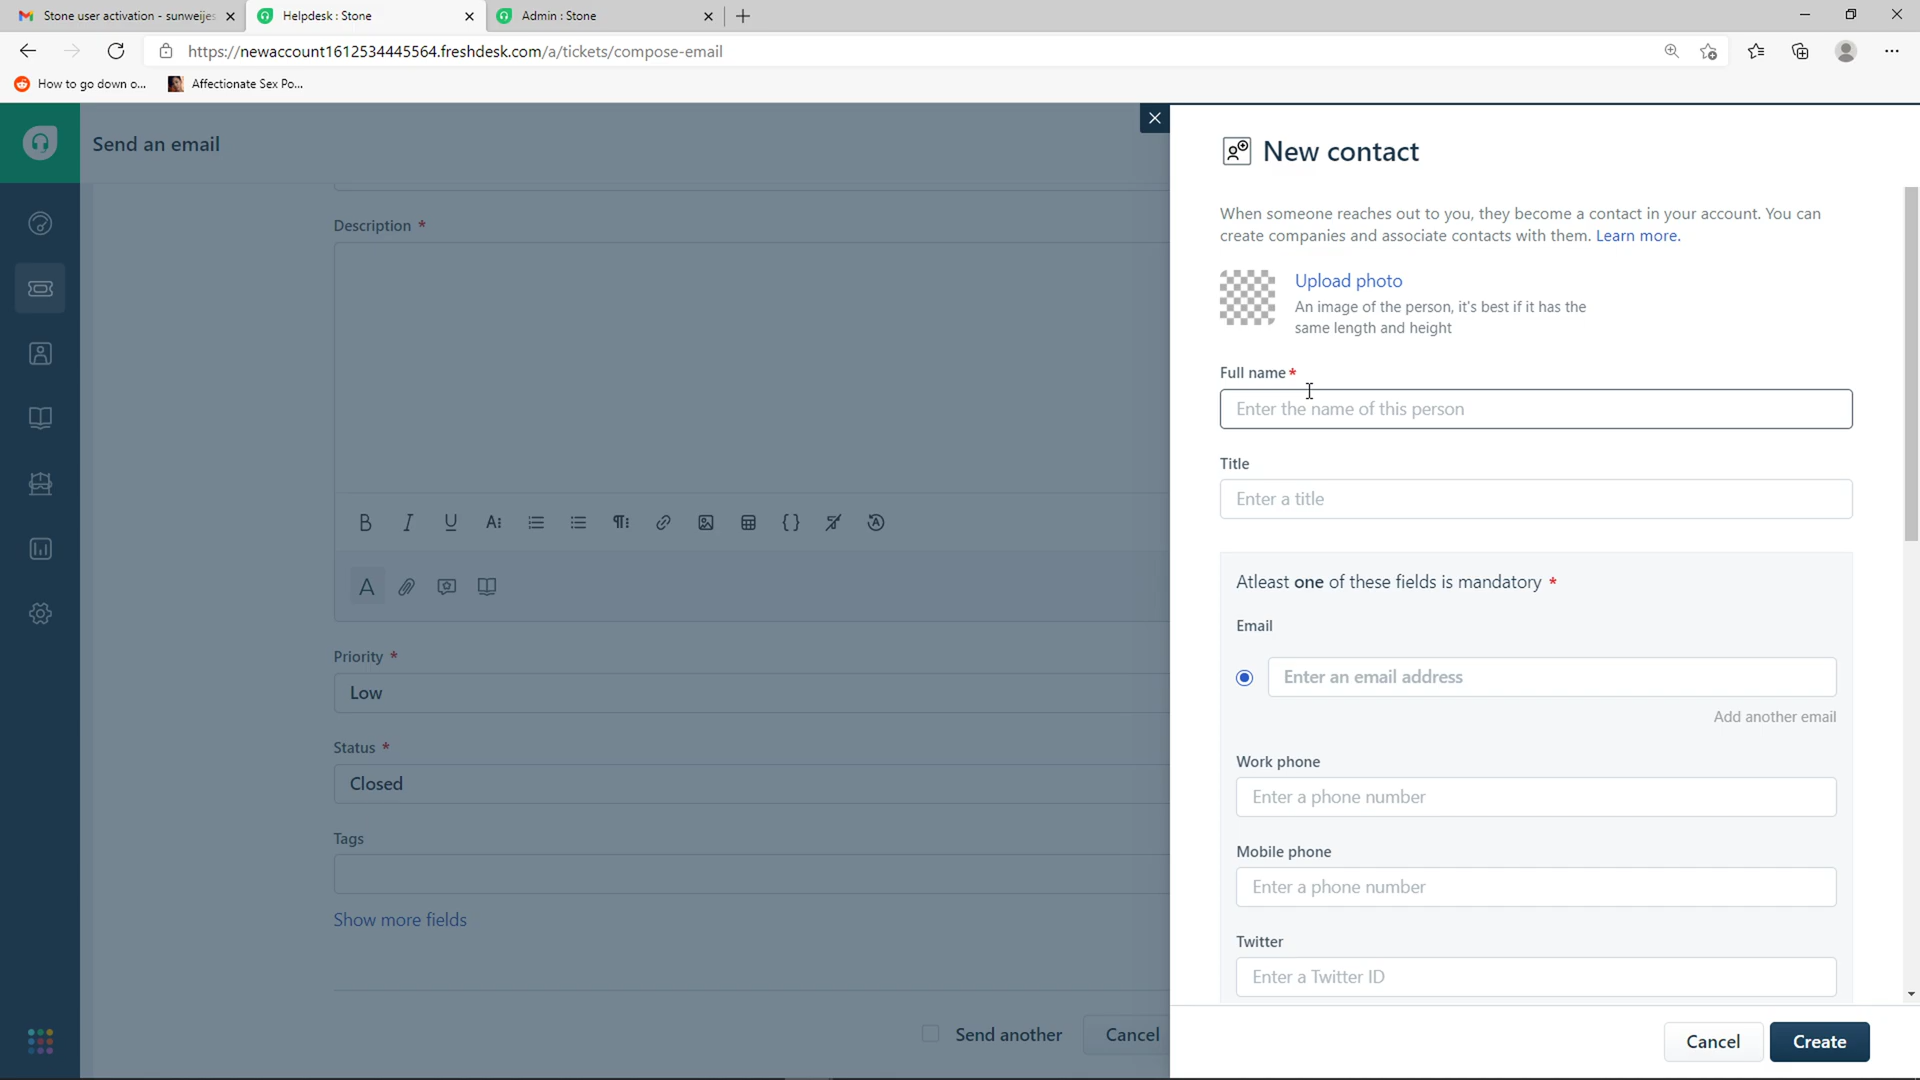 Stone user activation - sunweijes
Helpdesk : Stone
Admin : Stone
https://newaccount1612534445564.freshdesk.com/a/tickets/compose-email
How to go down o...
Affectionate Sex Po...
Send an email
Description *
Priority *
Low
Status *
Closed
Tags
Show more fields
Send another
Cancel
New contact
When someone reaches out to you, they become a contact in your account. You can
create companies and associate contacts with them. Learn more.
Upload photo
An image of the person, it's best if it has the
same length and height
Full name *
Enter the name of this person
Title
Enter a title
Atleast one of these fields is mandatory *
Email
Enter an email address
Add another email
Work phone
Enter a phone number
Mobile phone
Enter a phone number
Twitter
Enter a Twitter ID
Cancel
Create